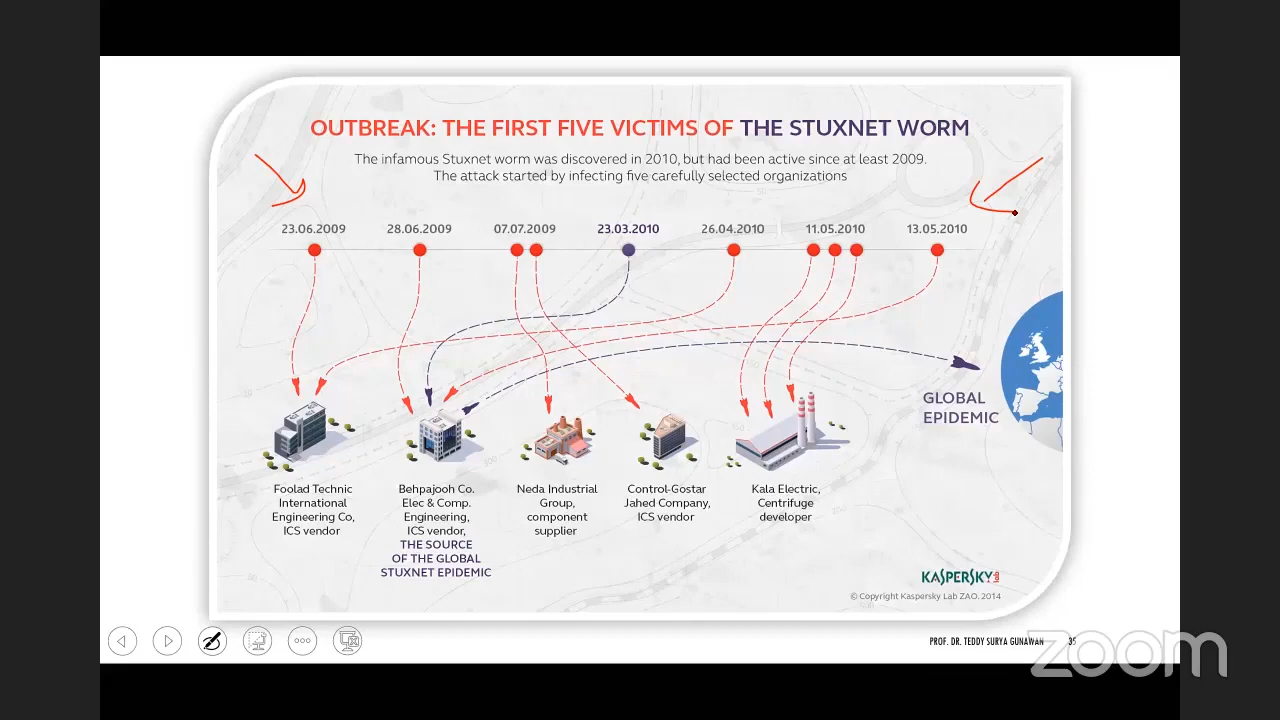 OUTBREAK: THE FIRST FIVE VICTIMS OF THE STUXNET WORM
The infamous Stuxnet worm was discovered in 2010, but had been active since at least 2009.
The attack started by infecting five carefully selected organizations
23.06.2009 28.06.2009 07.07.2009 23.03.2010 26.04.2010 11.05.2010 13.05.2010
GLOBAL
EPIDEMIC
Foolad Technic
International
Engineering Co,
ICS vendor
Behpajooh Co.
Elec & Comp.
Engineering,
ICS vendor,
THE SOURCE
OF THE GLOBAL
STUXNET EPIDEMIC
Neda Industrial
Group,
component
supplier
Control-Gostar
Jahed Company,
ICS vendor
Kala Electric,
Centrifuge
developer
KASPERSKY lab
© Copyright Kaspersky Lab ZAO. 2014
PROF. DR. TEDDY SURYA GUNAWAN 35
zoom